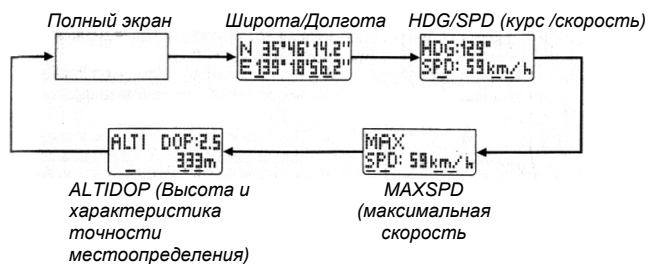 Полный экран
Широта/Долгота
HDG/SPD (курс /скорость)
N 35°46'14.2"
E 139°18'56.2"
HDG:129°
SPD: 59km/h
ALTI DOP:2.5
333m
MAX
SPD: 59km/h
ALTIDOP (Высота и
характеристика
точности
местоопределения)
MAXSPD
(максимальная
скорость